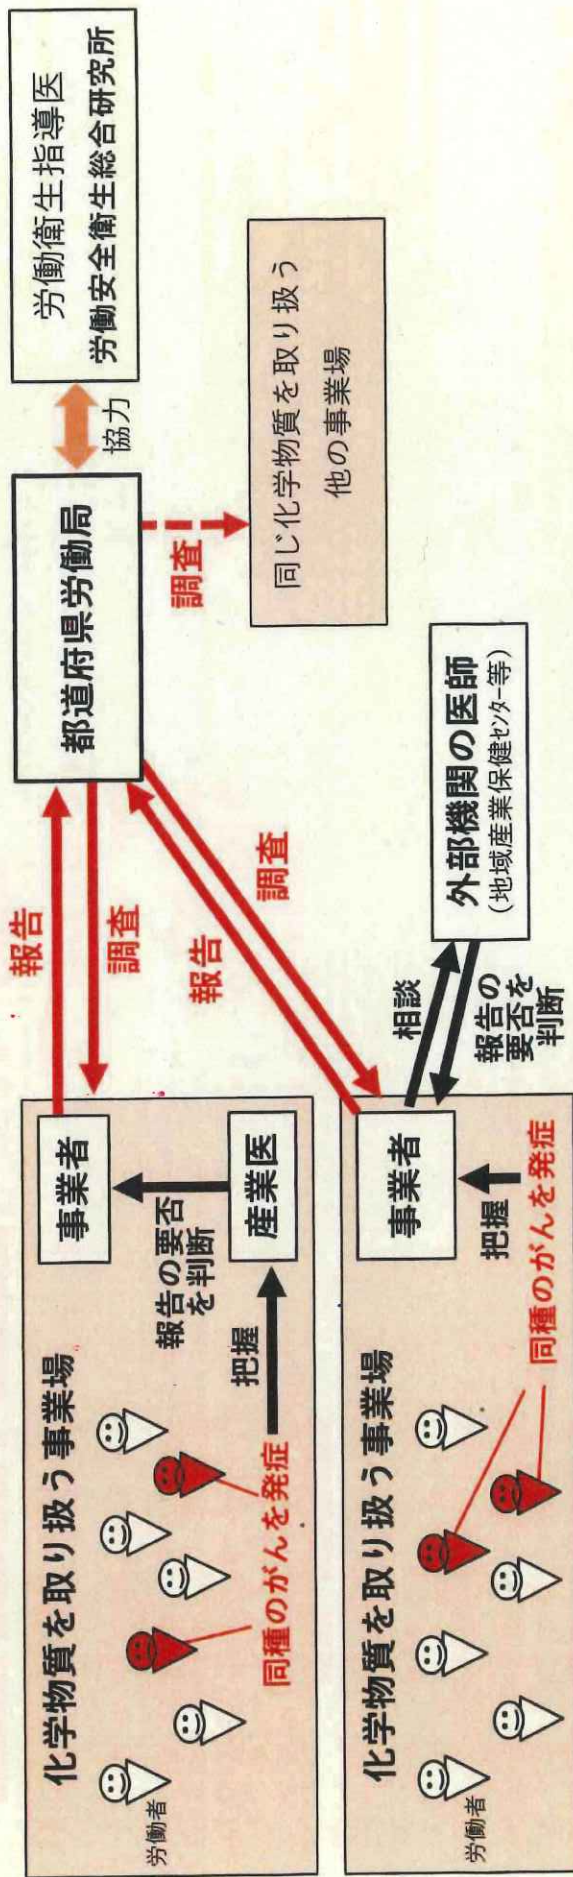 化学物質を取り扱う事業場
労働者
同種のがんを発症
把握
産業医
報告の要否
を判断
事業者
報告
調査
都道府県労働局
協力
労働衛生指導医
労働安全衛生総合研究所
調査
同じ化学物質を取り扱う
他の事業場
化学物質を取り扱う事業場
労働者
同種のがんを発症
把握
事業者
報告
調査
相談
報告の
要否を
判断
外部機関の医師
(地域産業保健センター等)